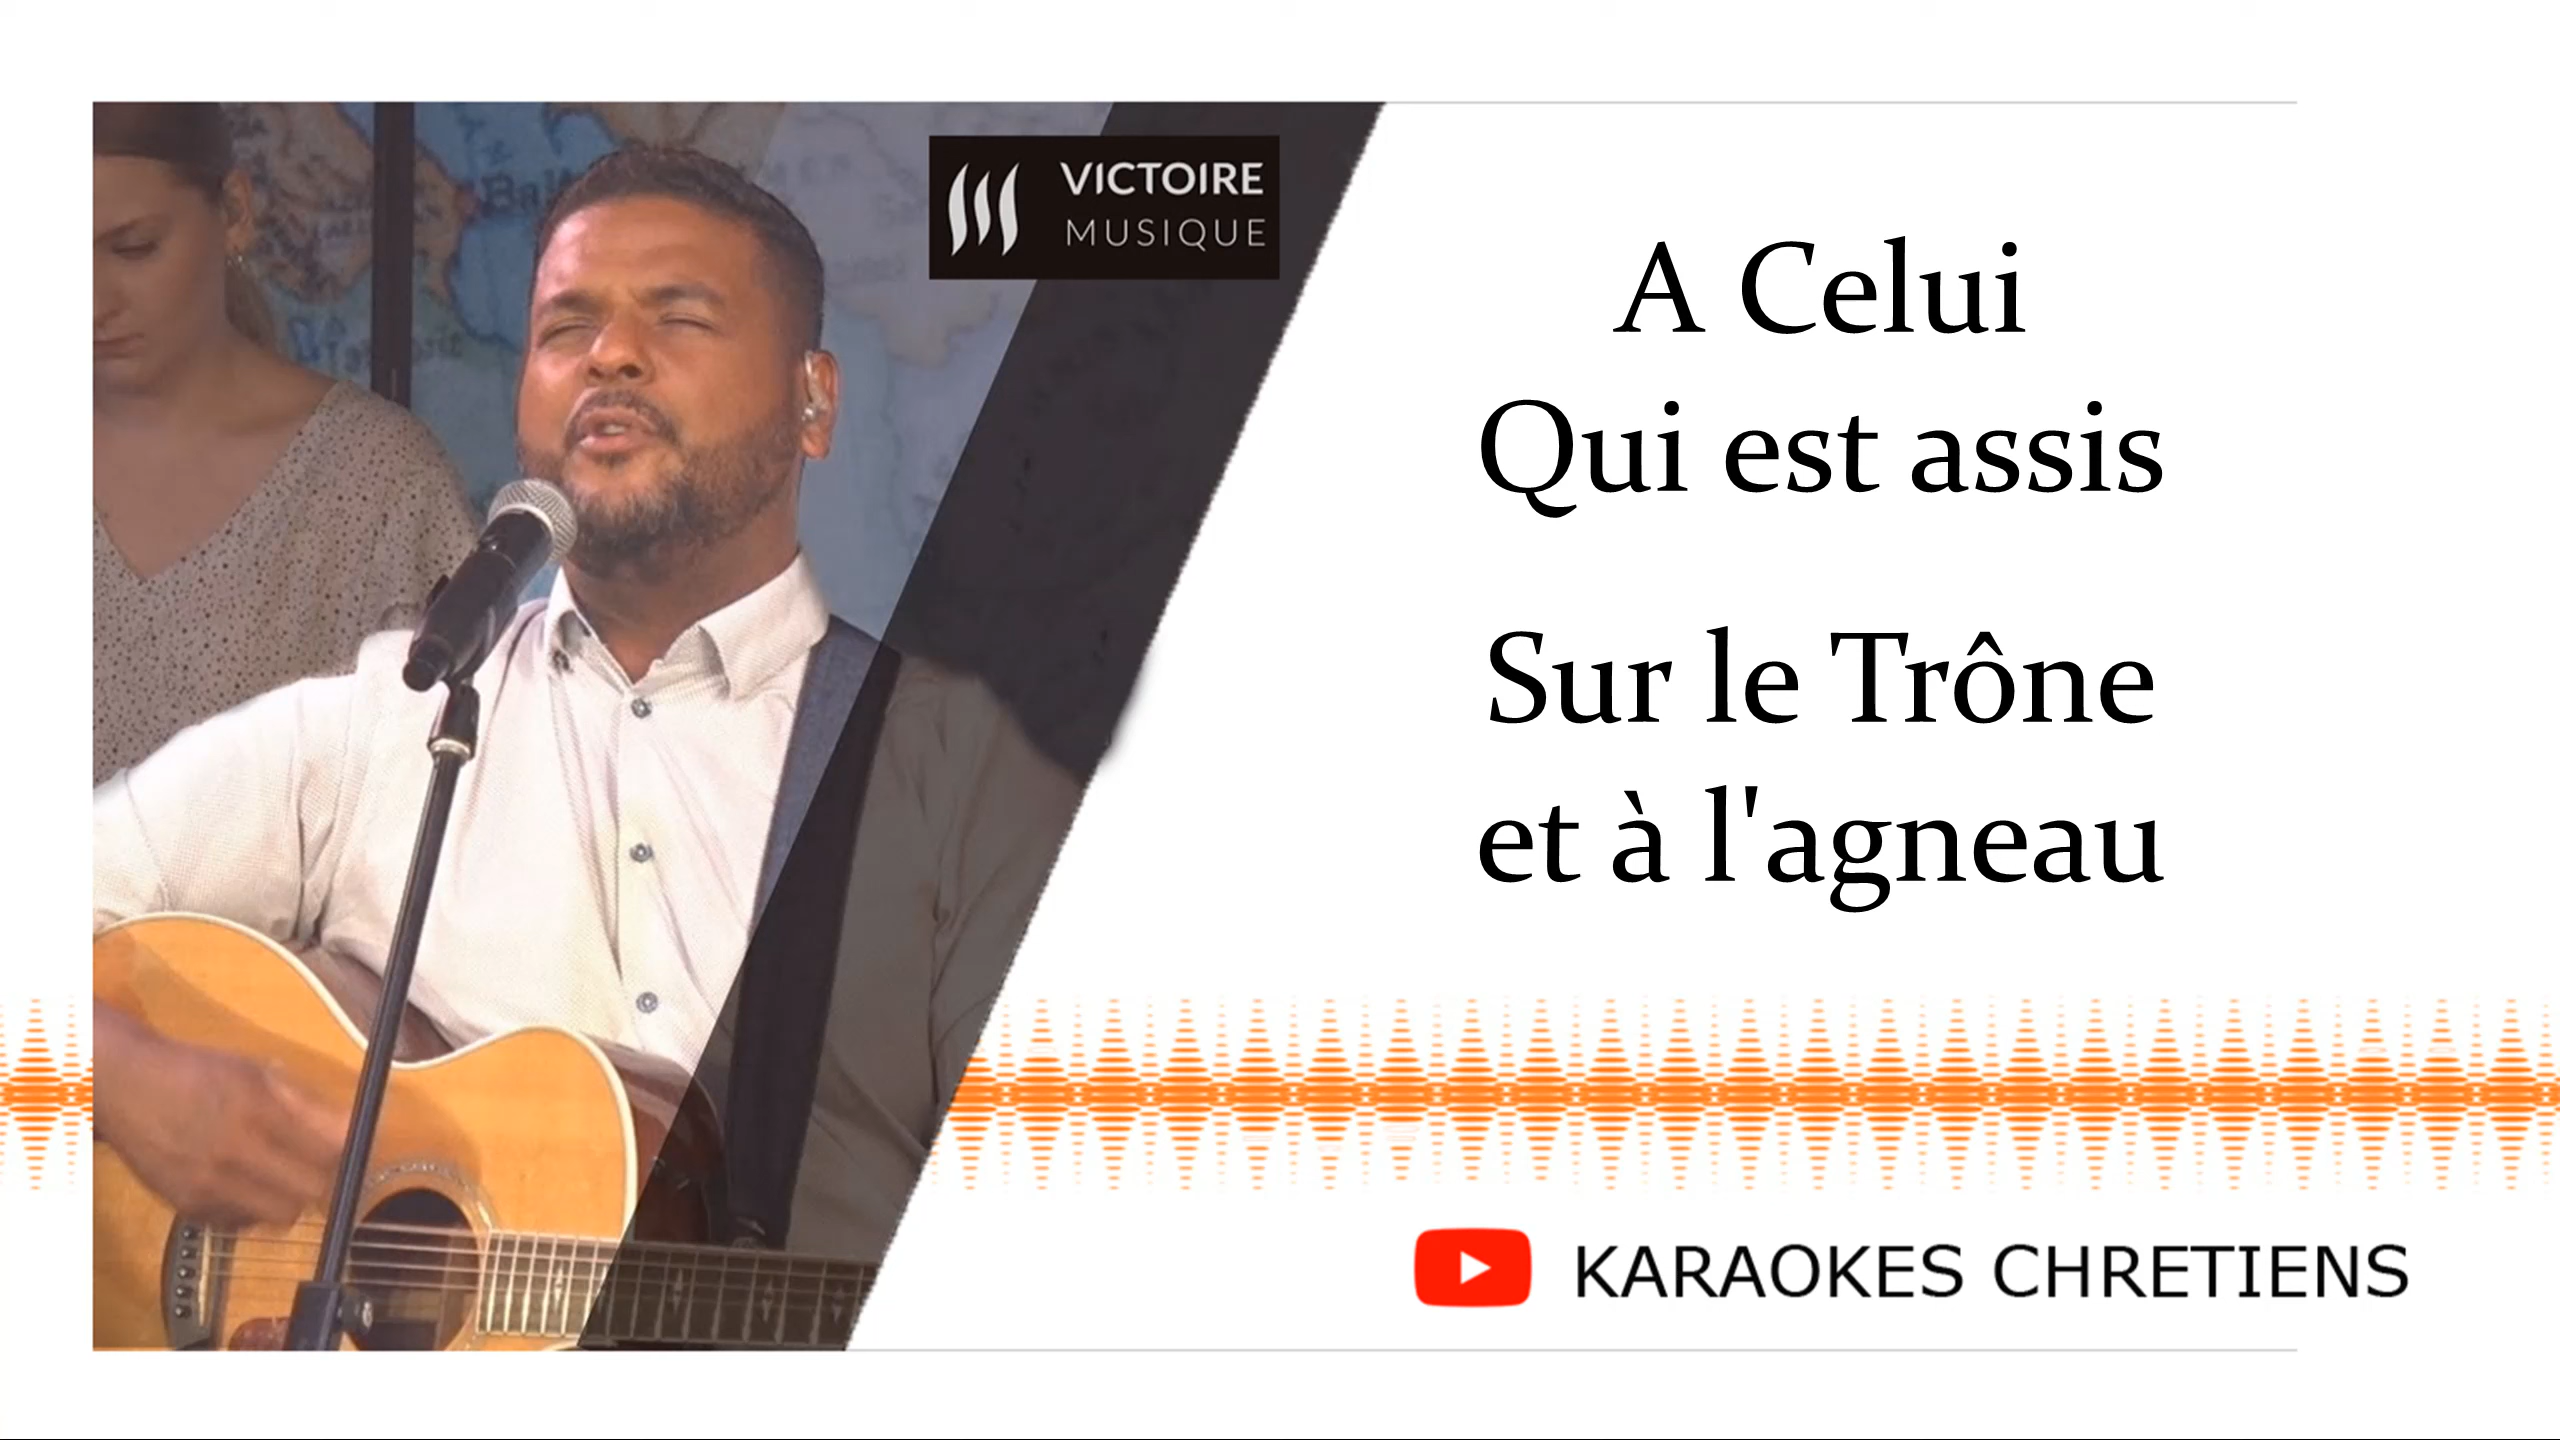 VICTOIRE
MUSIQUE
A Celui
Qui est assis
Sur le Trône
et à l'agneau
KARAOKES CHRETIENS